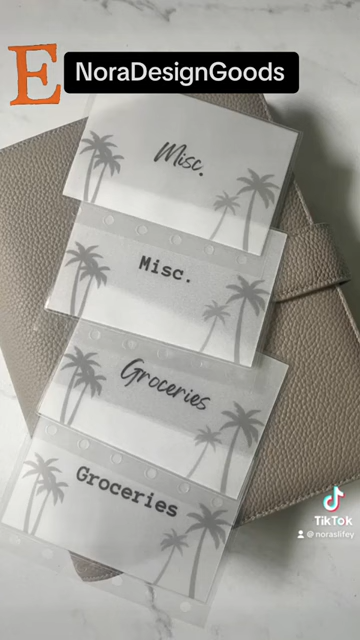 E NoraDesignGoods
Misc.
Misc.
Groceries
Groceries
TikTok
@noraslifey